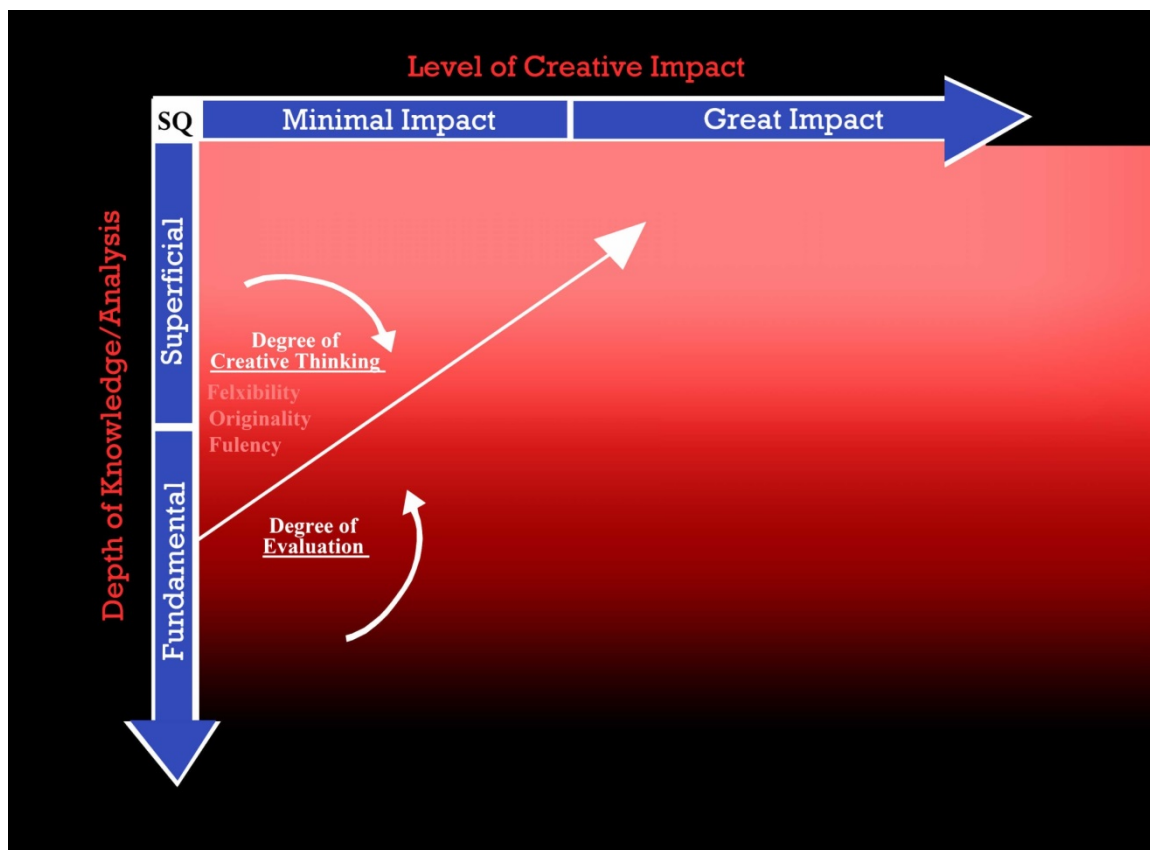 Level of Creative Impact
SQ
Minimal Impact
Great Impact
Depth of Knowledge/Analysis
Superficial
Fundamental
Degree of
Creative Thinking
Felxibility
Originality
Fulency
Degree of
Evaluation